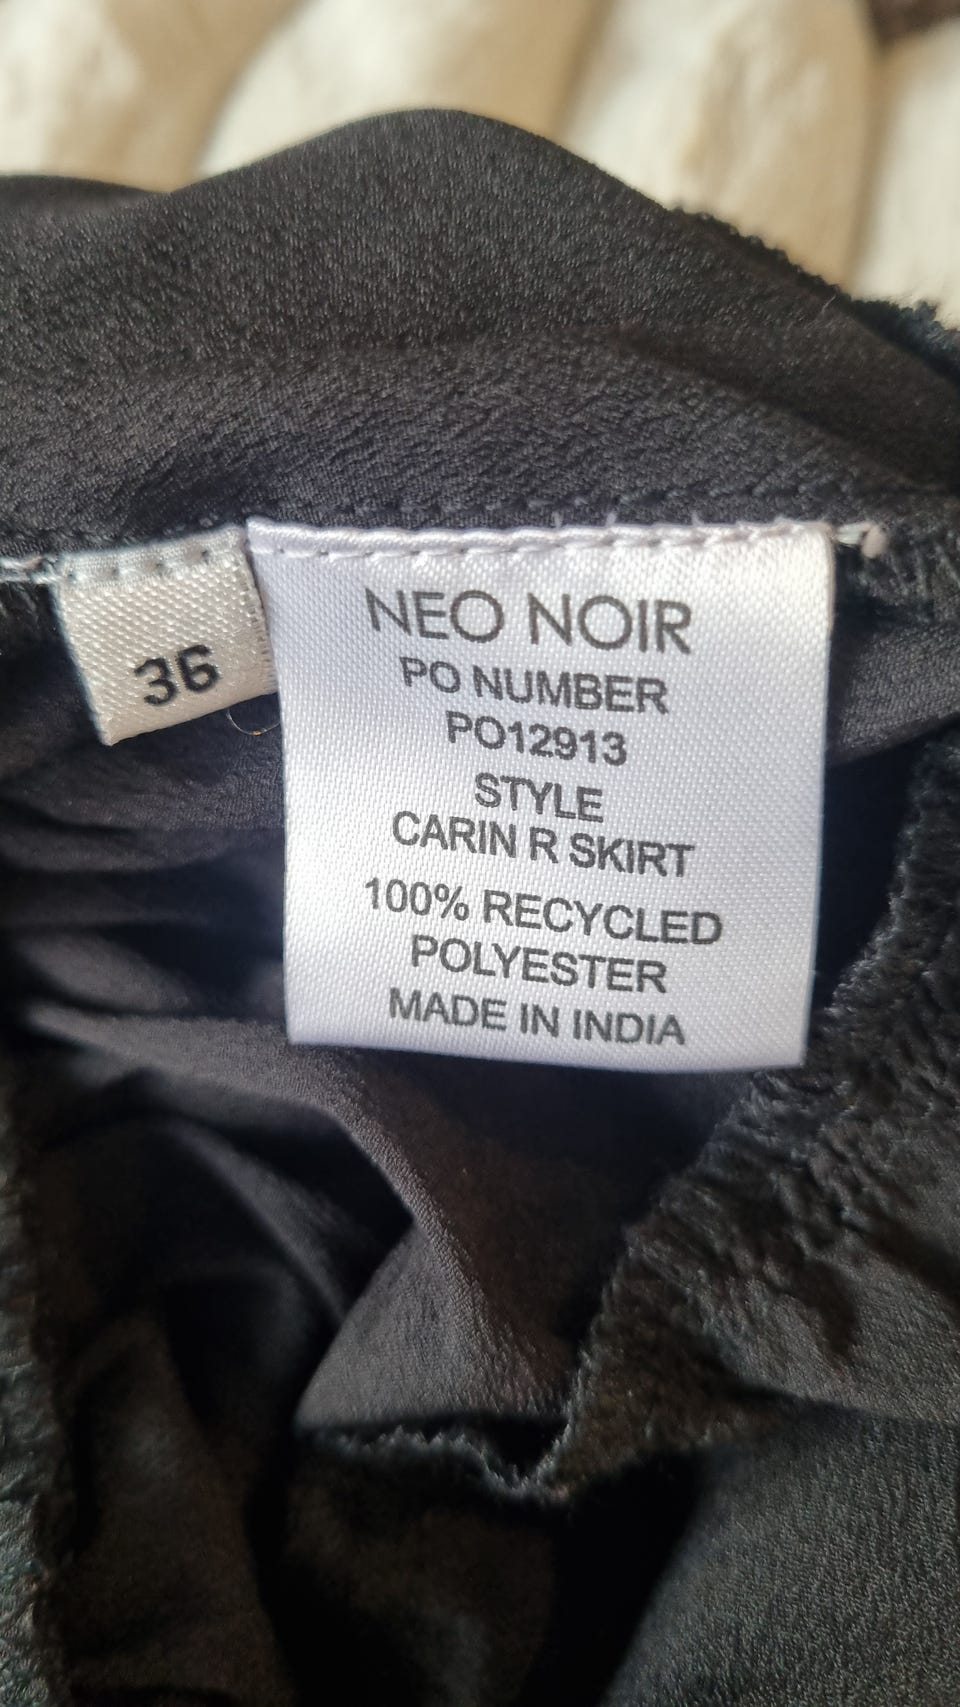 36
NEO NOIR
PO NUMBER
PO12913
STYLE
CARIN R SKIRT
100% RECYCLED
POLYESTER
MADE IN INDIA